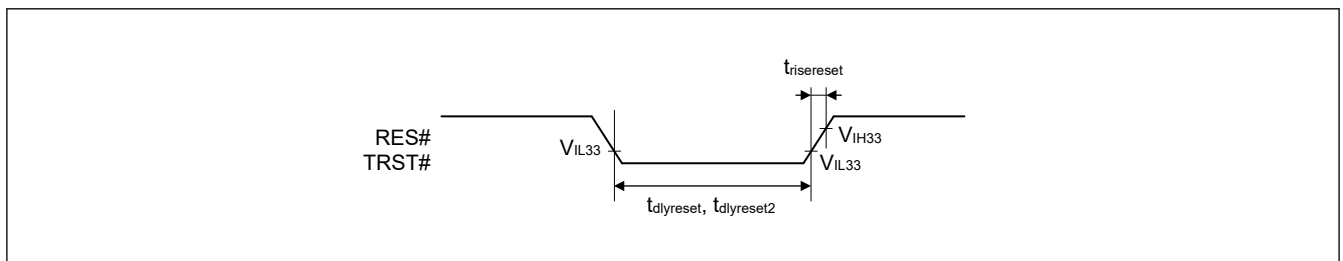 trisereset
RES#
TRST#
VIL33
VIH33
VIL33
tdlyreset, tdlyreset2